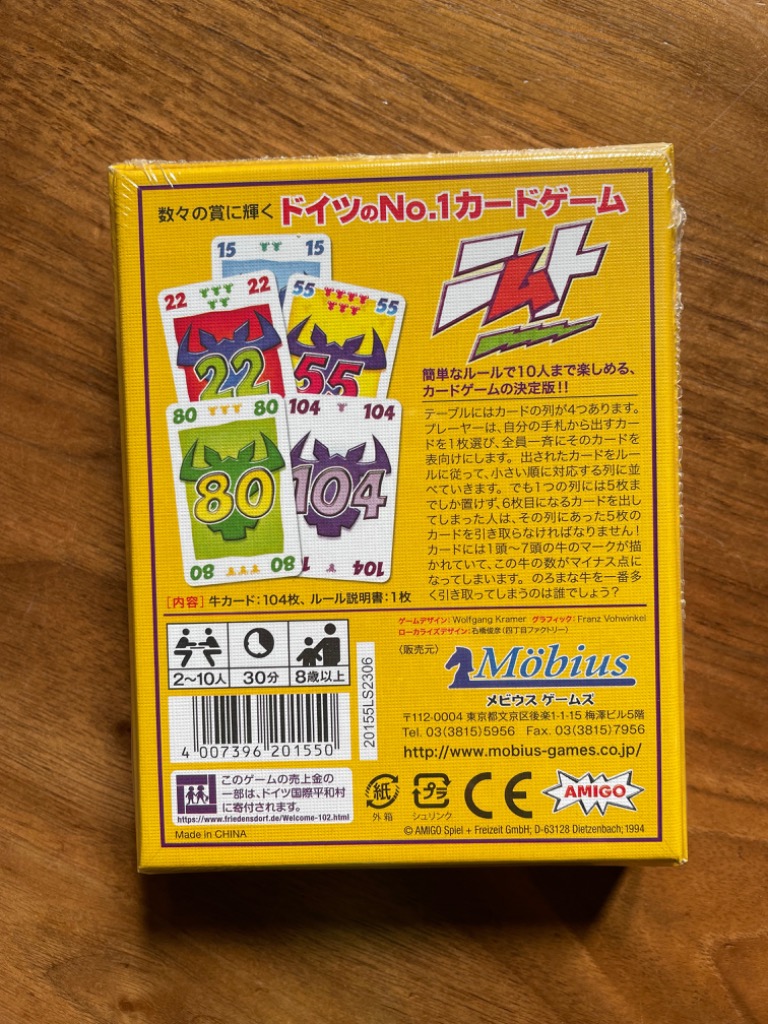 数々の賞に輝く ドイツのNo.1カードゲーム
ニムト
15 15
22 22
55 55
22
55
80 80
104 104
80
104
80 80
104
簡単なルールで10人まで楽しめる、
カードゲームの決定版!!
テーブルにはカードの列が4つあります。
プレーヤーは、自分の手札から出すカー
ドを1枚選び、全員一斉にそのカードを
表向けにします。出されたカードをルー
ルに従って、小さい順に対応する列に並
べていきます。でも1つの列には5枚ま
でしか置けず、6枚目になるカードを出し
てしまった人は、その列にあった5枚の
カードを引き取らなければなりません!
カードには1頭〜7頭の牛のマークが描
かれていて、この牛の数がマイナス点に
なってしまいます。のろまな牛を一番多
く引き取ってしまうのは誰でしょう?
[内容] 牛カード:104枚、ルール説明書:1枚
ゲームデザイン:Wolfgang Kramer グラフィック:Franz Vohwinkel
ローカライズデザイン:石橋俊彦(四丁目ファクトリー)
2〜10人 30分 8歳以上
20155LS2306
〈販売元〉
Möbius
メビウス ゲームズ
〒112-0004 東京都文京区後楽1-1-15 梅澤ビル5階
Tel. 03(3815)5956 Fax. 03(3815)7956
http://www.mobius-games.co.jp/
4 007396 201550
このゲームの売上金の
一部は、ドイツ国際平和村
に寄付されます。
https://www.friedensdorf.de/Welcome-102.html
紙
外箱
プラ
シュリンク
CE
AMIGO
Made in CHINA
© AMIGO Spiel + Freizeit GmbH; D-63128 Dietzenbach; 1994